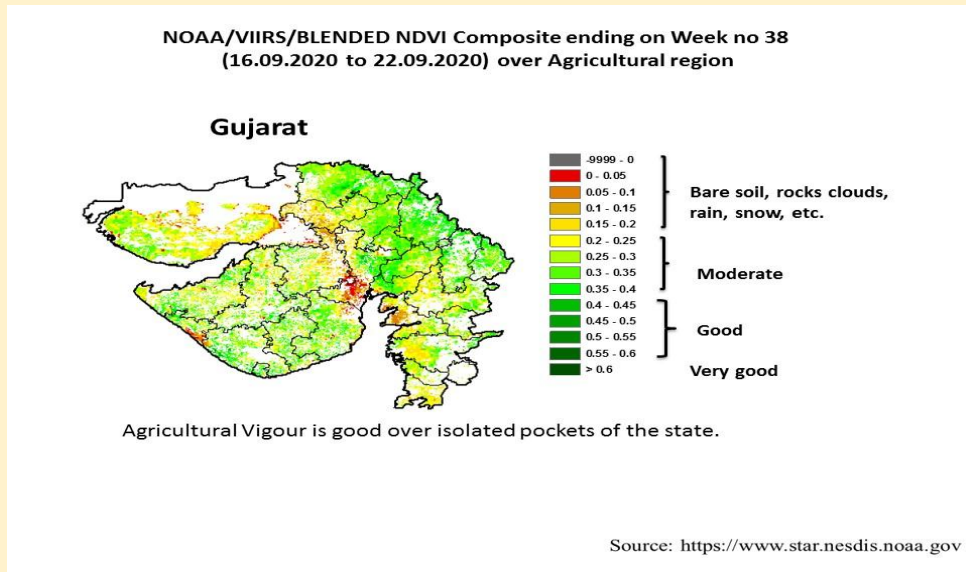 NOAA/VIIRS/BLENDED NDVI Composite ending on Week no 38
(16.09.2020 to 22.09.2020) over Agricultural region
Gujarat
-9999 - 0
0 - 0.05
0.05 - 0.1
0.1 - 0.15
0.15 - 0.2
0.2 - 0.25
0.25 - 0.3
0.3 - 0.35
0.35 - 0.4
0.4 - 0.45
0.45 - 0.5
0.5 - 0.55
0.55 - 0.6
> 0.6
Bare soil, rocks clouds,
rain, snow, etc.
Moderate
Good
Very good
Agricultural Vigour is good over isolated pockets of the state.
Source: https://www.star.nesdis.noaa.gov